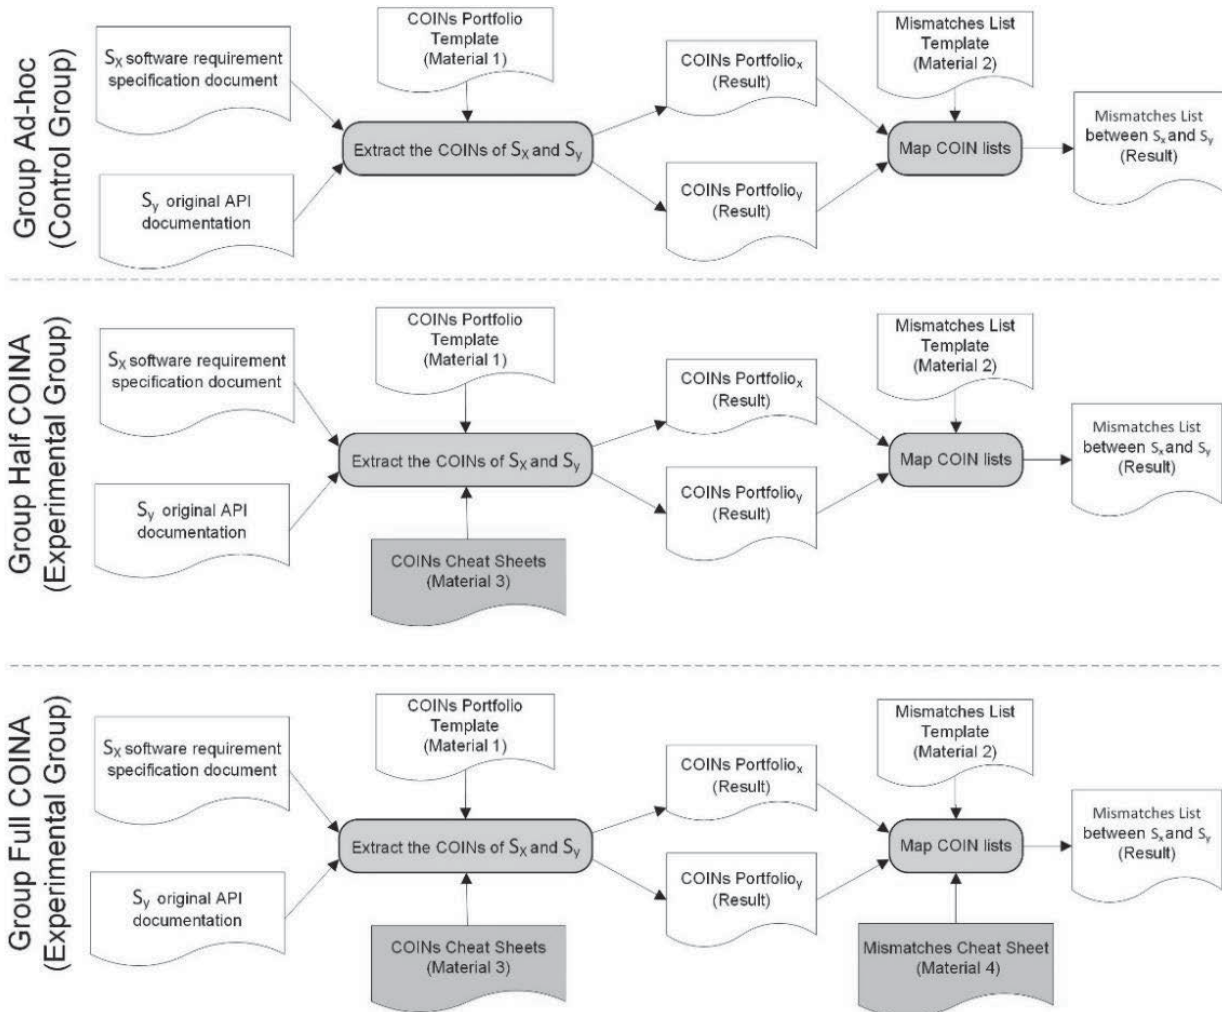 Group Ad-hoc
(Control Group)
Sx software requirement
specification document
Sy original API
documentation
COINs Portfolio
Template
(Material 1)
Extract the COINs of Sx and Sy
COINs Portfoliox
(Result)
COINs Portfolioy
(Result)
Mismatches List
Template
(Material 2)
Map COIN lists
Mismatches List
between Sx and Sy
(Result)
Group Half COINA
(Experimental Group)
Sx software requirement
specification document
Sy original API
documentation
COINs Portfolio
Template
(Material 1)
Extract the COINs of Sx and Sy
COINs Cheat Sheets
(Material 3)
COINs Portfoliox
(Result)
COINs Portfolioy
(Result)
Mismatches List
Template
(Material 2)
Map COIN lists
Mismatches List
between Sx and Sy
(Result)
Group Full COINA
(Experimental Group)
Sx software requirement
specification document
Sy original API
documentation
COINs Portfolio
Template
(Material 1)
Extract the COINs of Sx and Sy
COINs Cheat Sheets
(Material 3)
COINs Portfoliox
(Result)
COINs Portfolioy
(Result)
Mismatches List
Template
(Material 2)
Map COIN lists
Mismatches Cheat Sheet
(Material 4)
Mismatches List
between Sx and Sy
(Result)